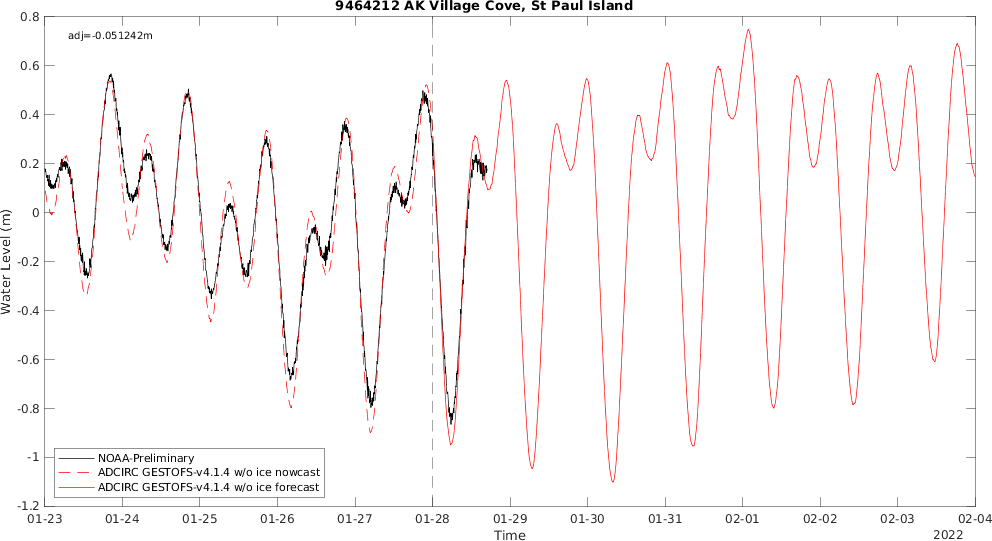 9464212 AK Village Cove, St Paul Island
adj=-0.051242m
0.8
0.6
0.4
0.2
0
-0.2
-0.4
-0.6
-0.8
-1
-1.2
Water Level (m)
NOAA-Preliminary
ADCIRC GESTOFS-v4.1.4 w/o ice nowcast
ADCIRC GESTOFS-v4.1.4 w/o ice forecast
01-23 01-24 01-25 01-26 01-27 01-28 01-29 01-30 01-31 02-01 02-02 02-03 02-04
Time
2022